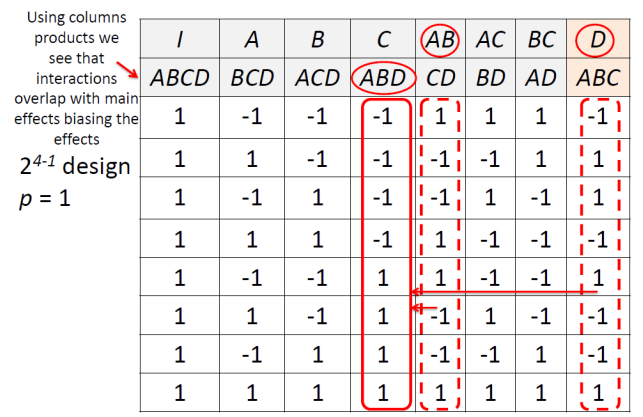 Using columns
products we
see that
interactions
overlap with main
effects biasing the
effects
2^4-1 design
p = 1
I A B C AB AC BC D
ABCD BCD ACD ABD CD BD AD ABC
1 -1 -1 -1 1 1 1 -1
1 1 -1 -1 -1 -1 1 1
1 -1 1 -1 -1 1 -1 1
1 1 1 -1 1 -1 -1 -1
1 -1 -1 1 1 -1 -1 1
1 1 -1 1 -1 1 -1 -1
1 -1 1 1 -1 -1 1 -1
1 1 1 1 1 1 1 1